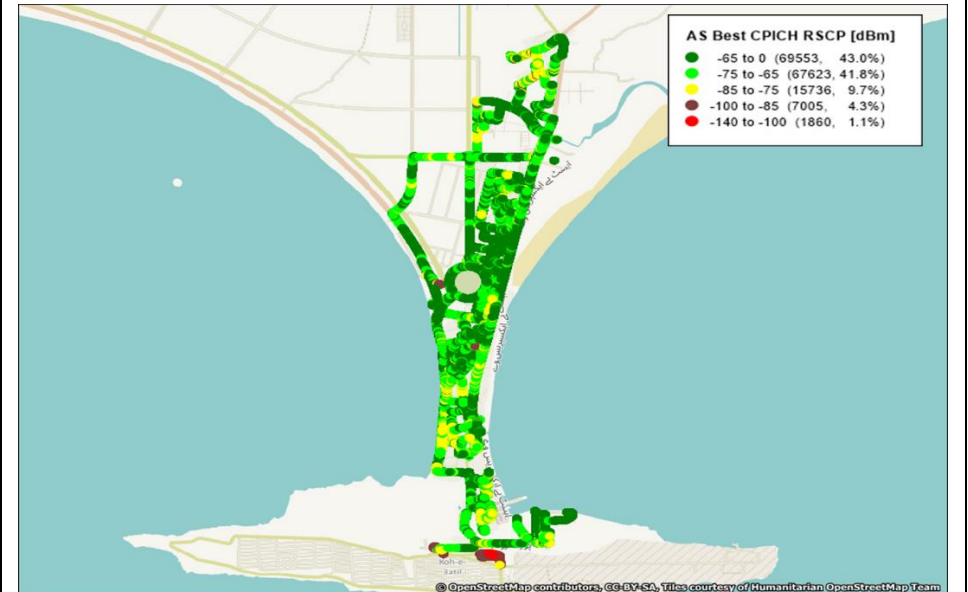 AS Best CPICH RSCP [dBm]
-65 to 0 (69553, 43.0%)
-75 to -65 (67623, 41.8%)
-85 to -75 (15736, 9.7%)
-100 to -85 (7005, 4.3%)
-140 to -100 (1860, 1.1%)
Koh-e-
Batil
© OpenStreetMap contributors, CC-BY-SA, Tiles courtesy of Humanitarian OpenStreetMap Team